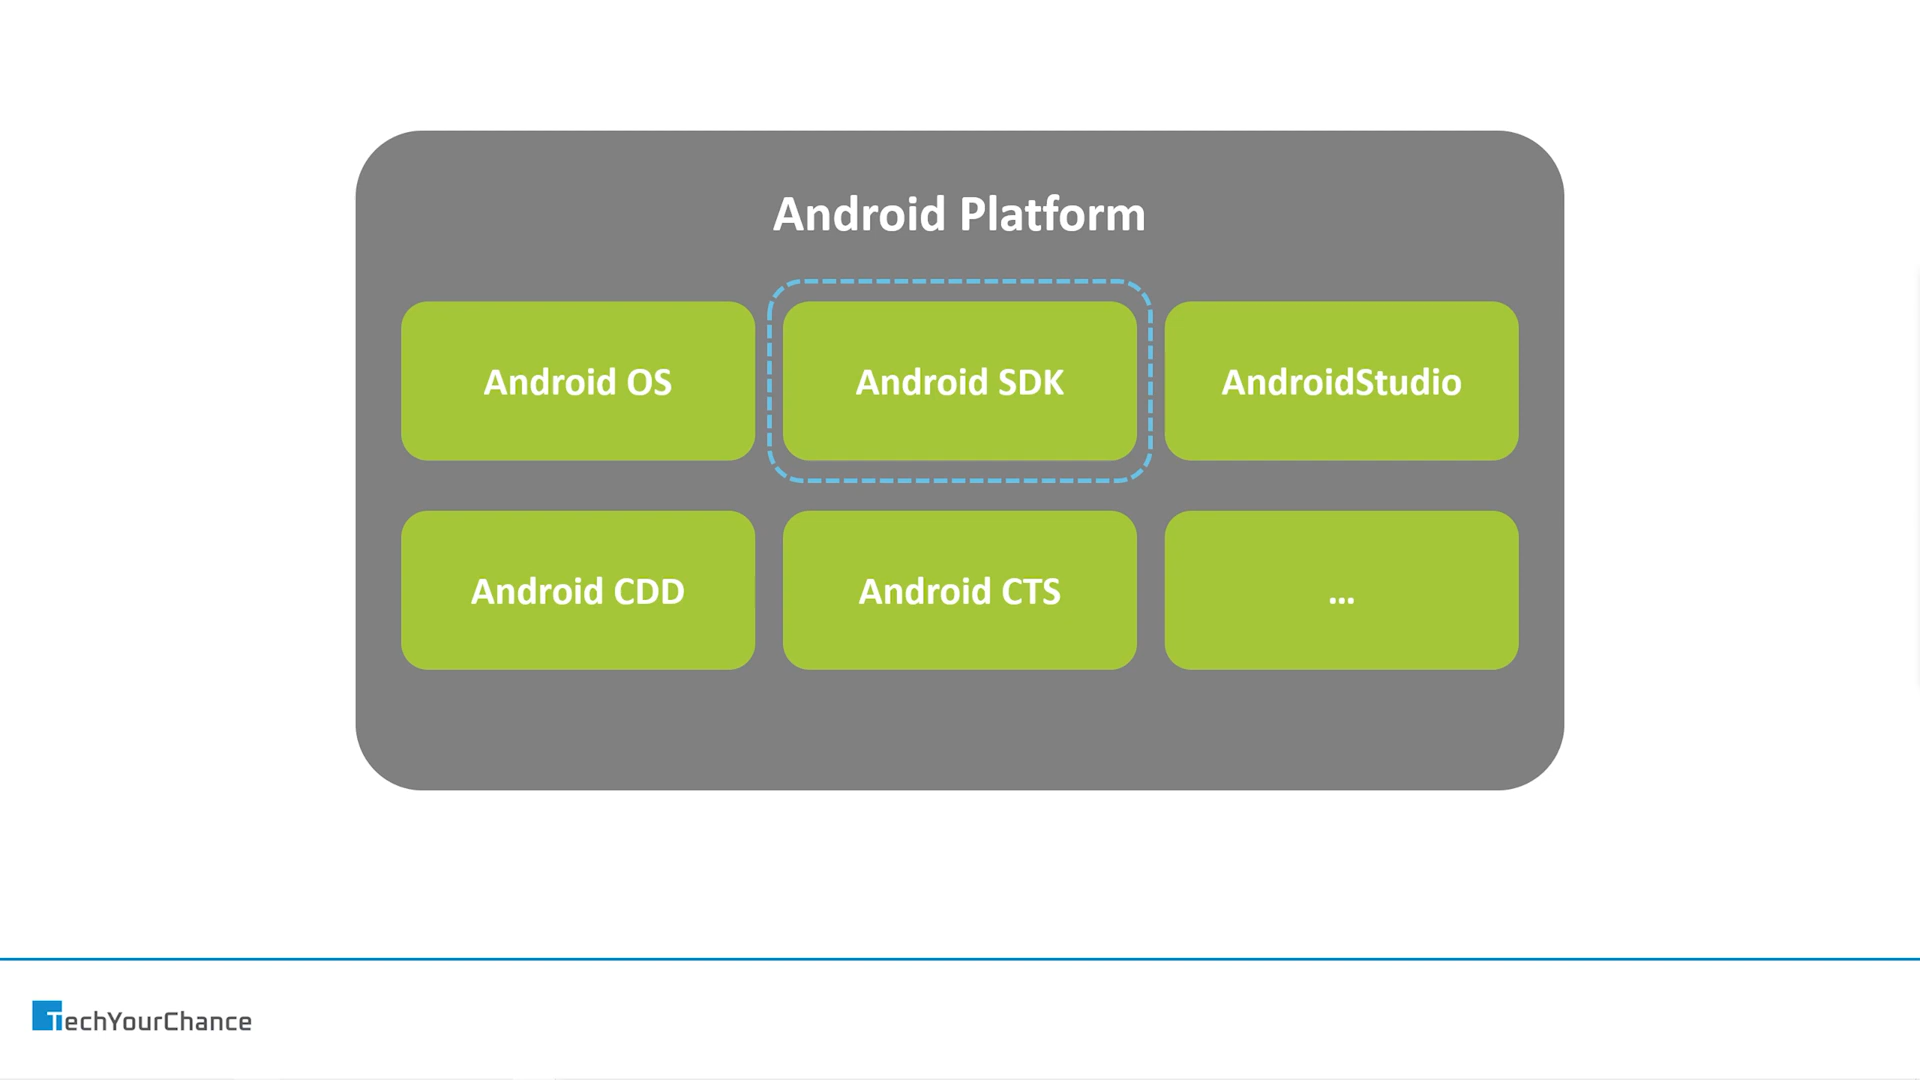 Android Platform
Android OS
Android SDK
AndroidStudio
Android CDD
Android CTS
...
TechYourChance